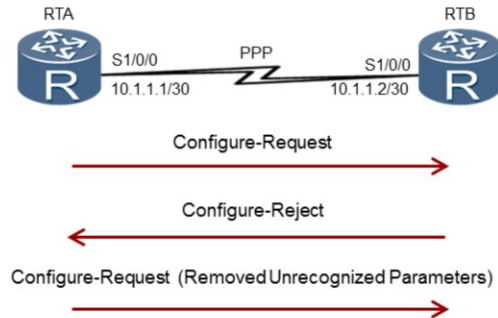 RTA
RTB
S1/0/0
PPP
S1/0/0
R
10.1.1.1/30
10.1.1.2/30
R
Configure-Request
Configure-Reject
Configure-Request (Removed Unrecognized Parameters)